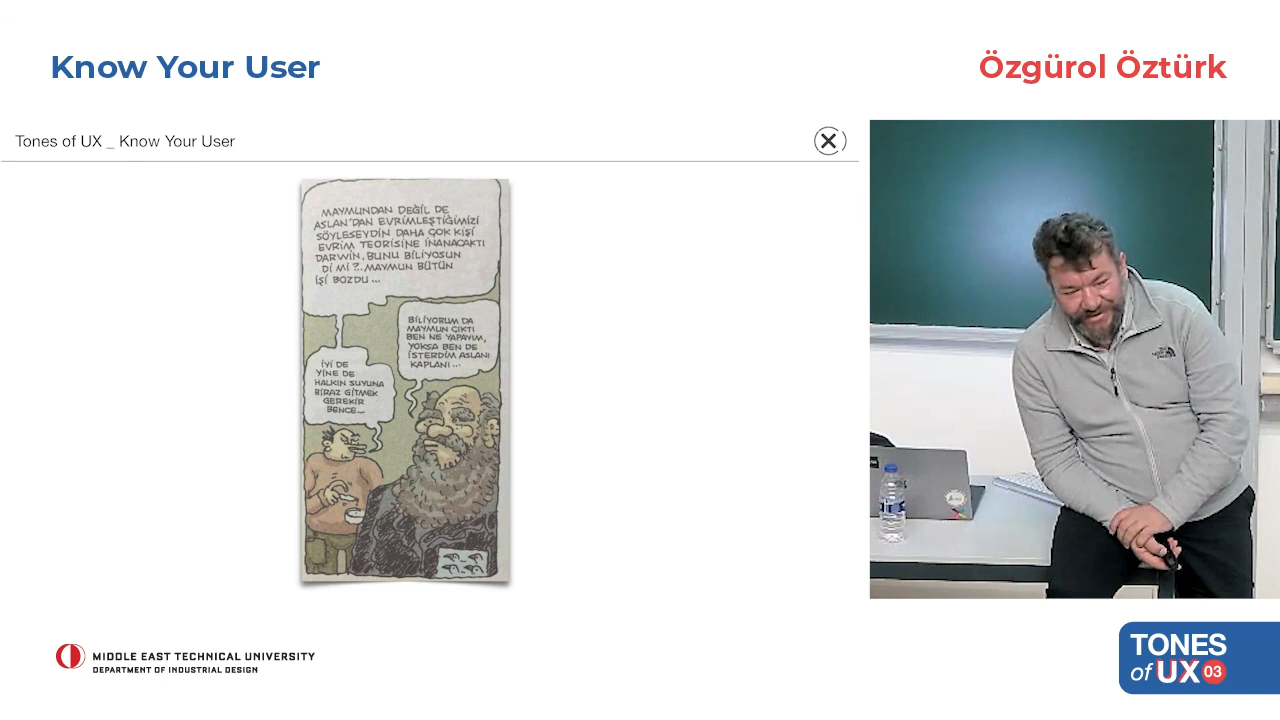 Know Your User
Özgürol Öztürk
Tones of UX _ Know Your User
MAYMUNDAN DEĞİL DE
ASLAN'DAN EVRİMLEŞTİĞİMİZİ
SÖYLESEYDİN DAHA ÇOK KİŞİ
EVRİM TEORİSİNE İNANACAKTI
DARWİN, BUNU BİLİYOSUN
Dİ Mİ ?.. MAYMUN BÜTÜN
İŞİ BOZDU...
BİLİYORUM DA
MAYMUN ÇIKTI
BEN NE YAPAYIM,
YOKSA BEN DE
İSTERDİM ASLANI
KAPLANI...
İYİ DE
YİNE DE
HALKIN SUYUNA
BİRAZ GİTMEK
GEREKİR
BENCE...
THE
NORTH
FACE
MIDDLE EAST TECHNICAL UNIVERSITY
DEPARTMENT OF INDUSTRIAL DESIGN
TONES
of UX 03